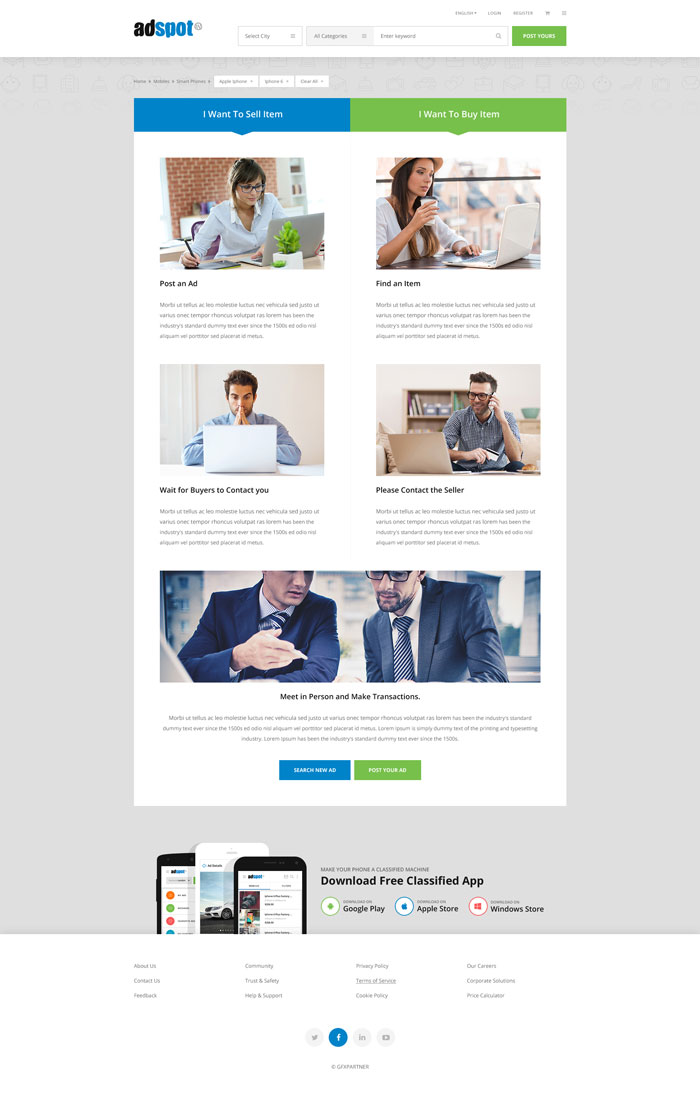 ENGLISH LOGIN REGISTER
adspot
Select City All Categories Enter keyword POST YOURS
Home Mobiles Smart Phones Apple Iphone × Iphone 6 × Clear All ×
I Want To Sell Item I Want To Buy Item
Post an Ad
Morbi ut tellus ac leo molestie luctus nec vehicula sed justo ut
varius onec tempor rhoncus volutpat ras lorem has been the
industry's standard dummy text ever since the 1500s ed odio nisl
aliquam vel porttitor sed placerat id metus.
Find an Item
Morbi ut tellus ac leo molestie luctus nec vehicula sed justo ut
varius onec tempor rhoncus volutpat ras lorem has been the
industry's standard dummy text ever since the 1500s ed odio nisl
aliquam vel porttitor sed placerat id metus.
Wait for Buyers to Contact you
Morbi ut tellus ac leo molestie luctus nec vehicula sed justo ut
varius onec tempor rhoncus volutpat ras lorem has been the
industry's standard dummy text ever since the 1500s ed odio nisl
aliquam vel porttitor sed placerat id metus.
Please Contact the Seller
Morbi ut tellus ac leo molestie luctus nec vehicula sed justo ut
varius onec tempor rhoncus volutpat ras lorem has been the
industry's standard dummy text ever since the 1500s ed odio nisl
aliquam vel porttitor sed placerat id metus.
Meet in Person and Make Transactions.
Morbi ut tellus ac leo molestie luctus nec vehicula sed justo ut varius onec tempor rhoncus volutpat ras lorem has been the industry's standard
dummy text ever since the 1500s ed odio nisl aliquam vel porttitor sed placerat id metus. Lorem Ipsum is simply dummy text of the printing and typesetting
industry. Lorem Ipsum has been the industry's standard dummy text ever since the 1500s.
SEARCH NEW AD POST YOUR AD
adspot
Ad Details
adspot
MAKE YOUR PHONE A CLASSIFIED MACHINE
Download Free Classified App
DOWNLOAD ON DOWNLOAD ON DOWNLOAD ON
Google Play Apple Store Windows Store
About Us Community Privacy Policy Our Careers
Contact Us Trust & Safety Terms of Service Corporate Solutions
Feedback Help & Support Cookie Policy Price Calculator
© GFXPARTNER